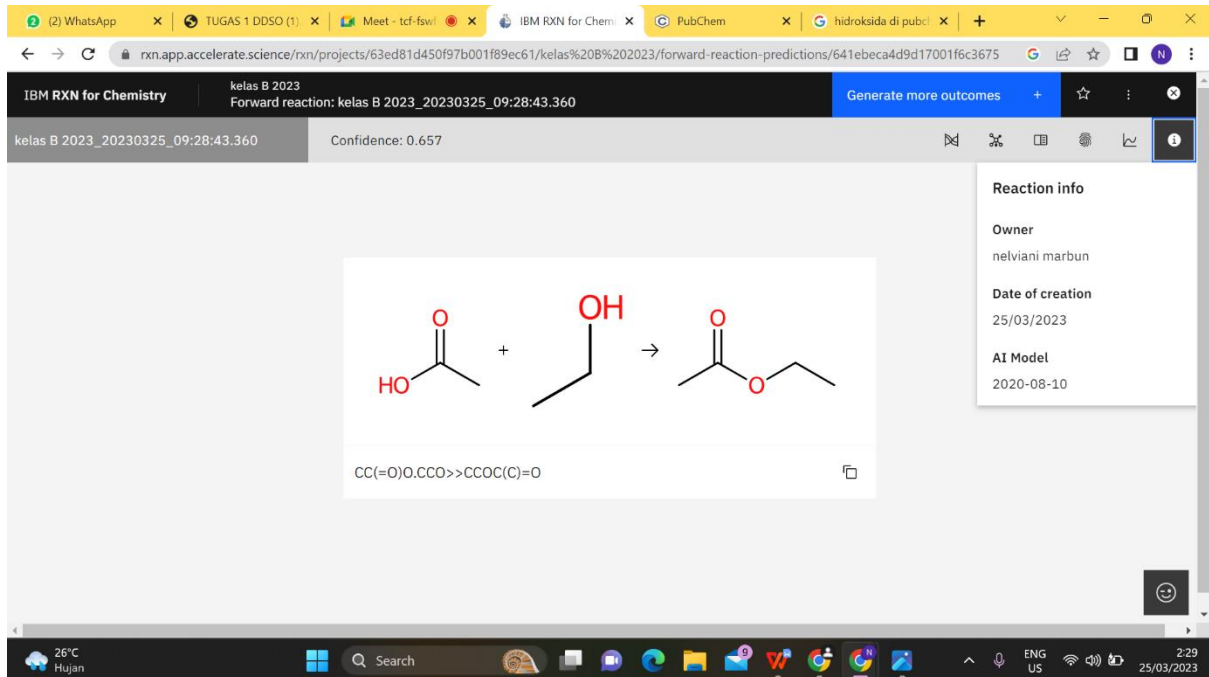 (2) WhatsApp
TUGAS 1 DDSO (1)
Meet - tcf-fswf
IBM RXN for Chemi
PubChem
hidroksida di pubch
rxn.app.accelerate.science/rxn/projects/63ed81d450f97b001f89ec61/kelas%20B%202023/forward-reaction-predictions/641ebeca4d9d17001f6c3675
N
IBM RXN for Chemistry
kelas B 2023
Forward reaction: kelas B 2023_20230325_09:28:43.360
Generate more outcomes +
kelas B 2023_20230325_09:28:43.360
Confidence: 0.657
Reaction info
Owner
nelviani marbun
Date of creation
25/03/2023
AI Model
2020-08-10
O
HO
+
OH
→
O
O
CC(=O)O.CCO>>CCOC(C)=O
26°C
Hujan
Search
9
ENG
US
2:29
25/03/2023